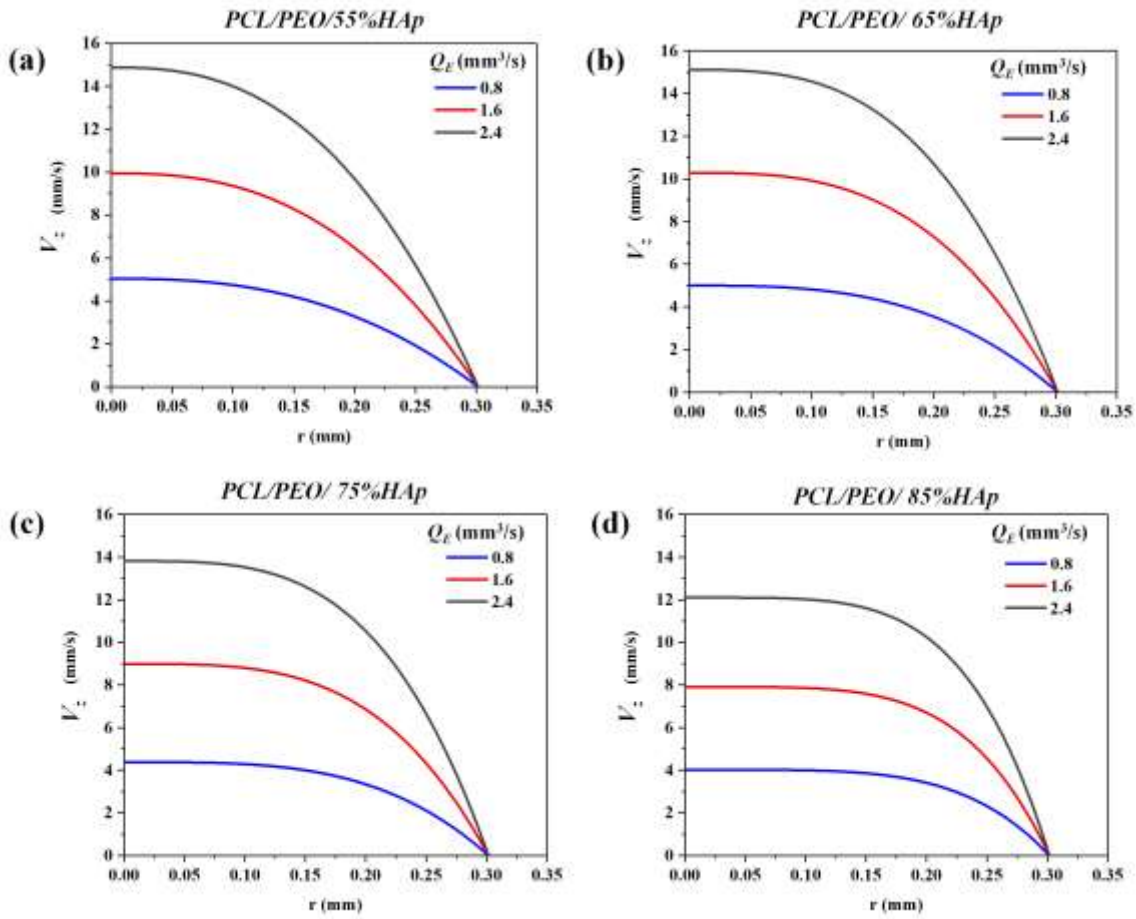 PCL/PEO/55%HAp
(a)
Q_E (mm³/s)
0.8
1.6
2.4
16
14
12
10
8
6
4
2
0
V_z (mm/s)
0.00 0.05 0.10 0.15 0.20 0.25 0.30 0.35
r (mm)
PCL/PEO/ 65%HAp
(b)
Q_E (mm³/s)
0.8
1.6
2.4
16
14
12
10
8
6
4
2
0
V_z (mm/s)
0.00 0.05 0.10 0.15 0.20 0.25 0.30 0.35
r (mm)
PCL/PEO/ 75%HAp
(c)
Q_E (mm³/s)
0.8
1.6
2.4
16
14
12
10
8
6
4
2
0
V_z (mm/s)
0.00 0.05 0.10 0.15 0.20 0.25 0.30 0.35
r (mm)
PCL/PEO/ 85%HAp
(d)
Q_E (mm³/s)
0.8
1.6
2.4
16
14
12
10
8
6
4
2
0
V_z (mm/s)
0.00 0.05 0.10 0.15 0.20 0.25 0.30 0.35
r (mm)